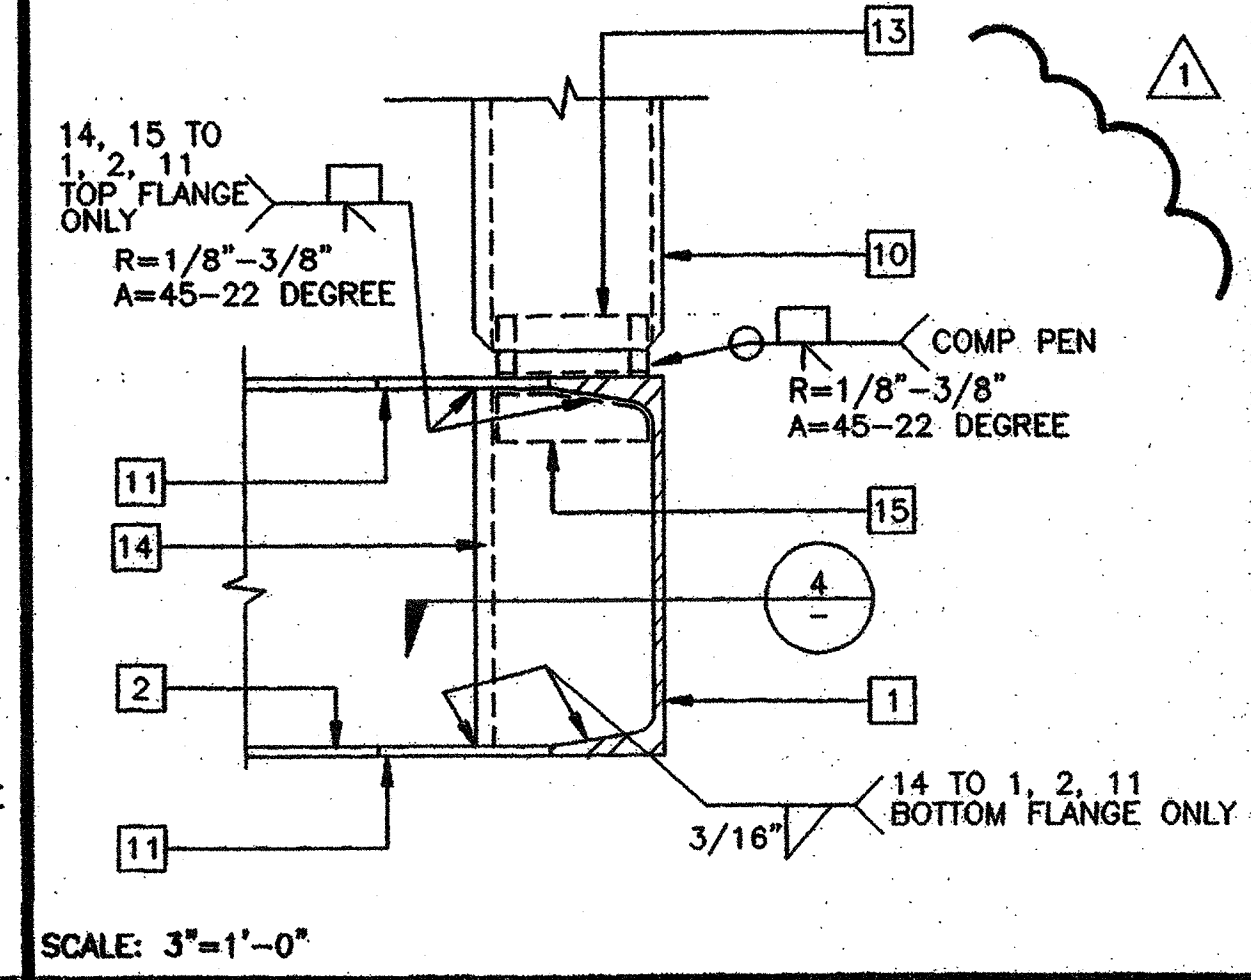 13
1
14, 15 TO
1, 2, 11
TOP FLANGE
ONLY
R=1/8"-3/8"
A=45-22 DEGREE
10
COMP PEN
R=1/8"-3/8"
A=45-22 DEGREE
11
15
14
4
-
2
1
14 TO 1, 2, 11
BOTTOM FLANGE ONLY
3/16"
11
SCALE: 3"=1'-0"